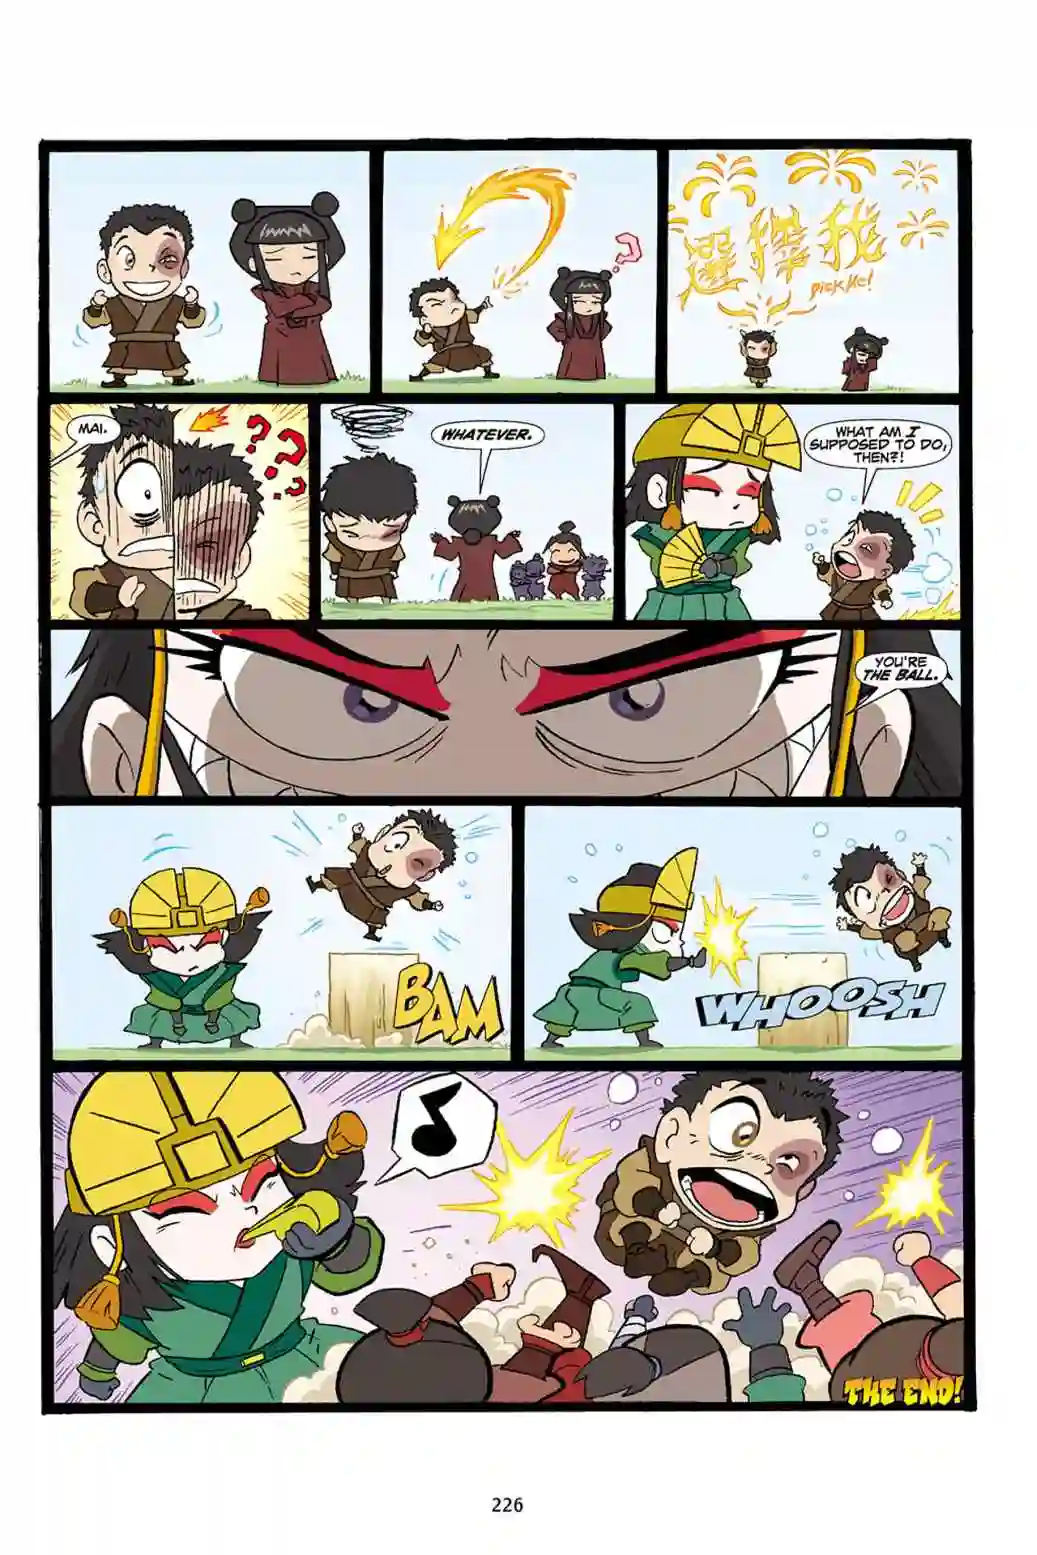 選擇我
Pick Me!
MAI.
WHATEVER.
WHAT AM I
SUPPOSED TO DO,
THEN?!
YOU'RE
THE BALL.
BAM
WHOOSH
THE END!
226